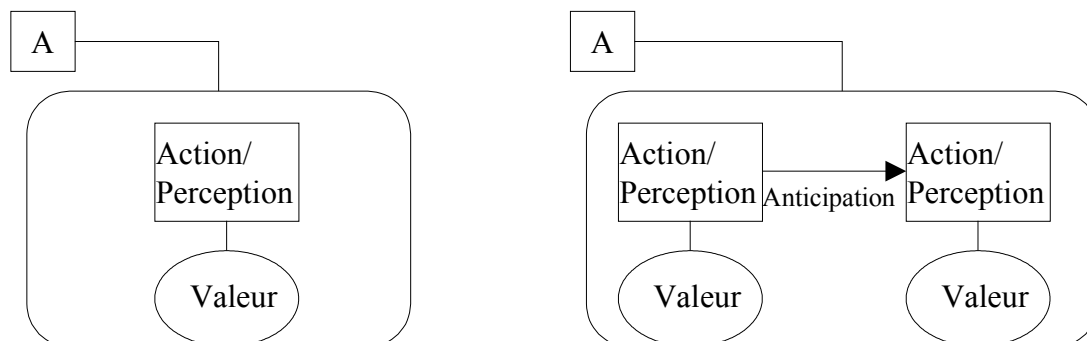 A
Action/
Perception
Valeur
A
Action/
Perception
Anticipation
Action/
Perception
Valeur
Valeur